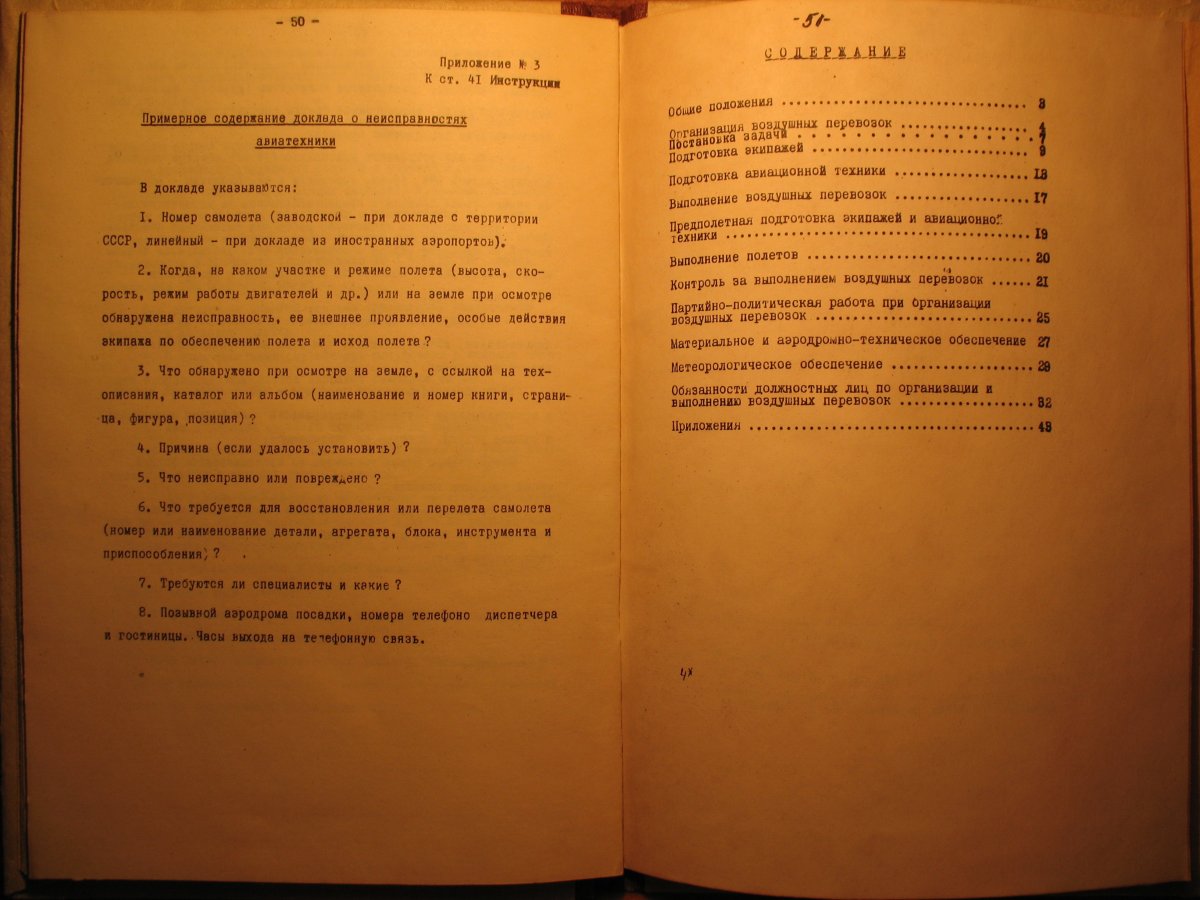 - 50 -
Приложение № 3
К ст. 41 Инструкции
Примерное содержание доклада о неисправностях
авиатехники
В докладе указываются:
1. Номер самолета (заводской - при докладе с территории
СССР, линейный - при докладе из иностранных аэропортов).
2. Когда, на каком участке и режиме полета (высота, ско-
рость, режим работы двигателей и др.) или на земле при осмотре
обнаружена неисправность, ее внешнее проявление, особые действия
экипажа по обеспечению полета и исход полета ?
3. Что обнаружено при осмотре на земле, с ссылкой на тех-
описания, каталог или альбом (наименование и номер книги, страни-
ца, фигура, позиция) ?
4. Причина (если удалось установить) ?
5. Что неисправно или повреждено ?
6. Что требуется для восстановления или перелета самолета
(номер или наименование детали, агрегата, блока, инструмента и
приспособления) ?
7. Требуются ли специалисты и какие ?
8. Позывной аэродрома посадки, номера телефоно диспетчера
и гостиницы. Часы выхода на телефонную связь.
-51-
СОДЕРЖАНИЕ
Общие положения ................................. 3
Организация воздушных перевозок ................. 4
Постановка задачи . . . . . . . . . . . . . . . . . 7
Подготовка экипажей ............................. 9
Подготовка авиационной техники .................. 13
Выполнение воздушных перевозок .................. 17
Предполетная подготовка экипажей и авиационной
техники ......................................... 19
Выполнение полетов .............................. 20
Контроль за выполнением воздушных перевозок ...... 21
Партийно-политическая работа при организации
воздушных перевозок ............................. 25
Материальное и аэродромно-техническое обеспечение 27
Метеорологическое обеспечение ................... 29
Обязанности должностных лиц по организации и
выполнению воздушных перевозок .................. 32
Приложения ...................................... 48